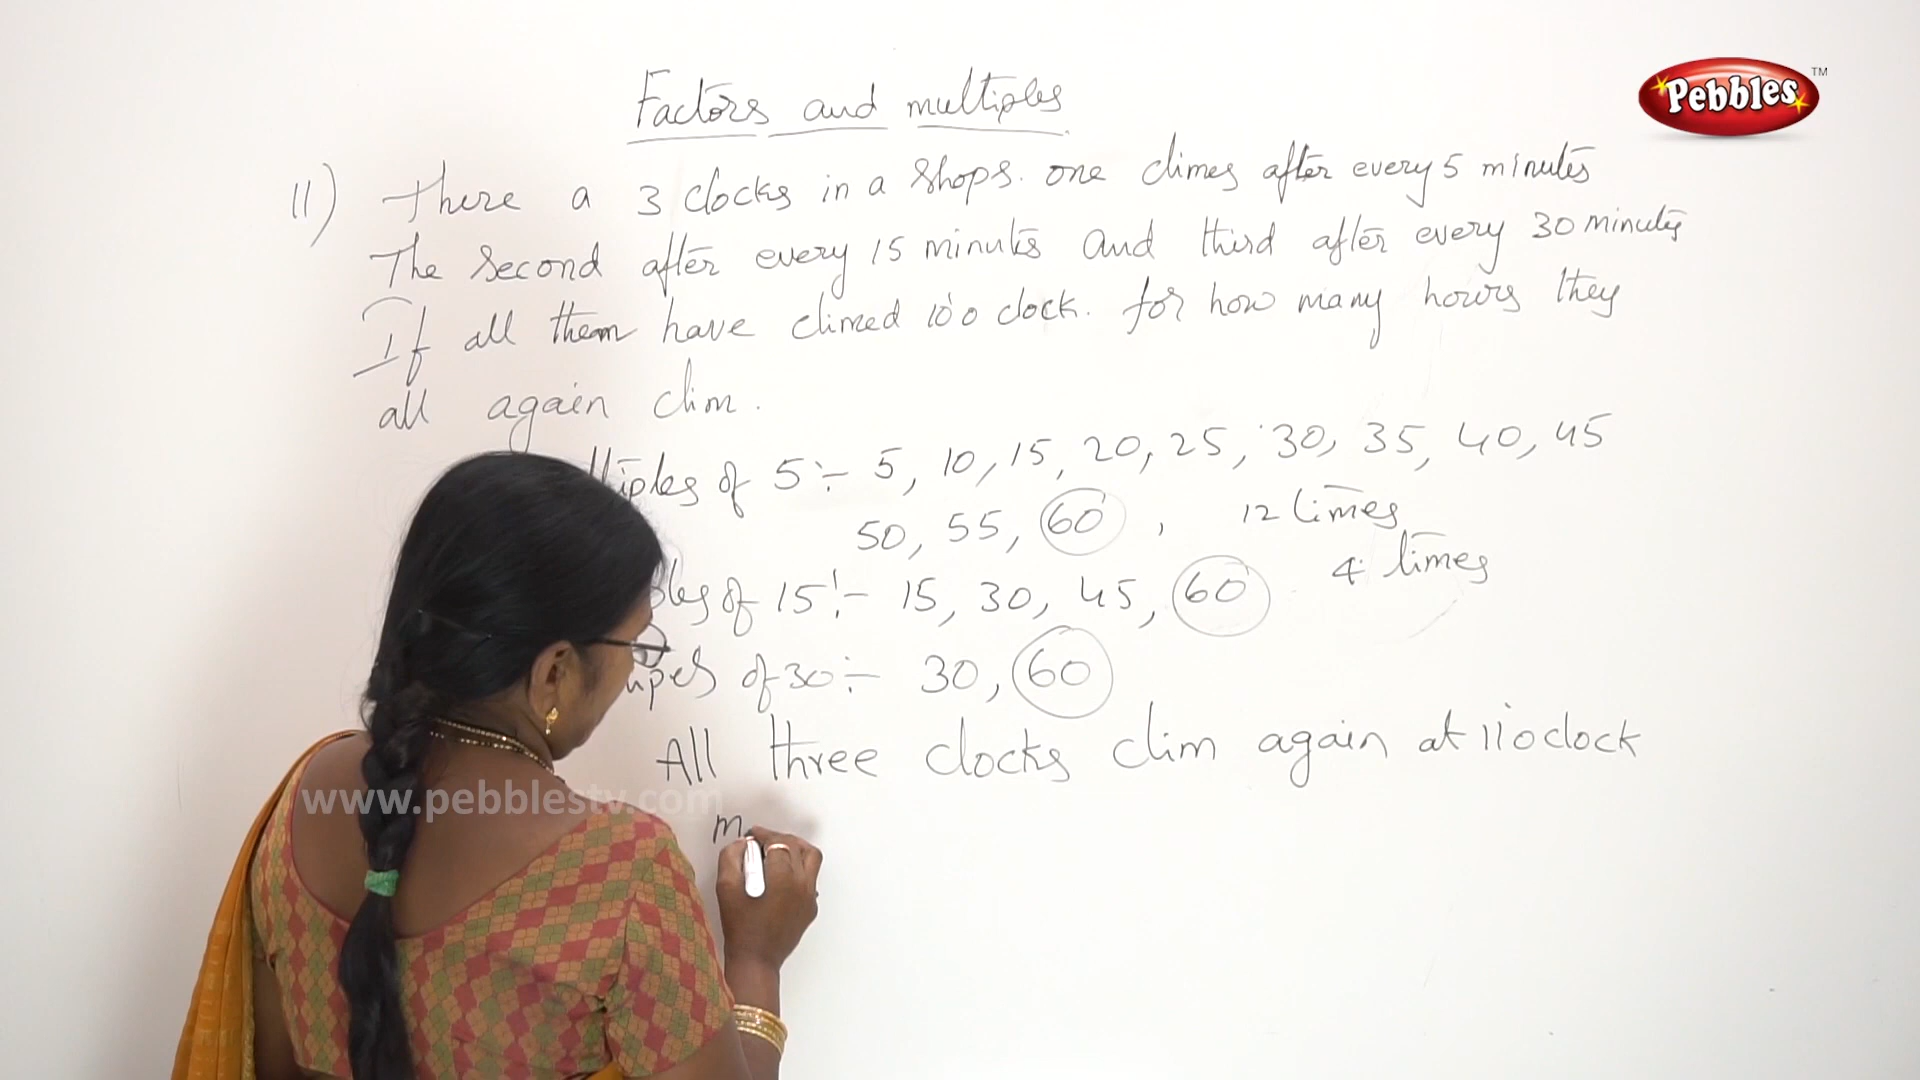 Factors and multiples
Pebbles TM
11) There a 3 clocks in a shops. one climes after every 5 minutes
The second after every 15 minutes and third after every 30 minutes
If all them have climed 10'o clock. for how many hours they
all again clim.
ltiples of 5 :- 5, 10, 15, 20, 25, 30, 35, 40, 45
50, 55, 60, 12 times
4 times
ples of 15 :- 15, 30, 45, 60
iples of 30 :- 30, 60
All three clocks clim again at 11'o clock
www.pebblestv.com
m